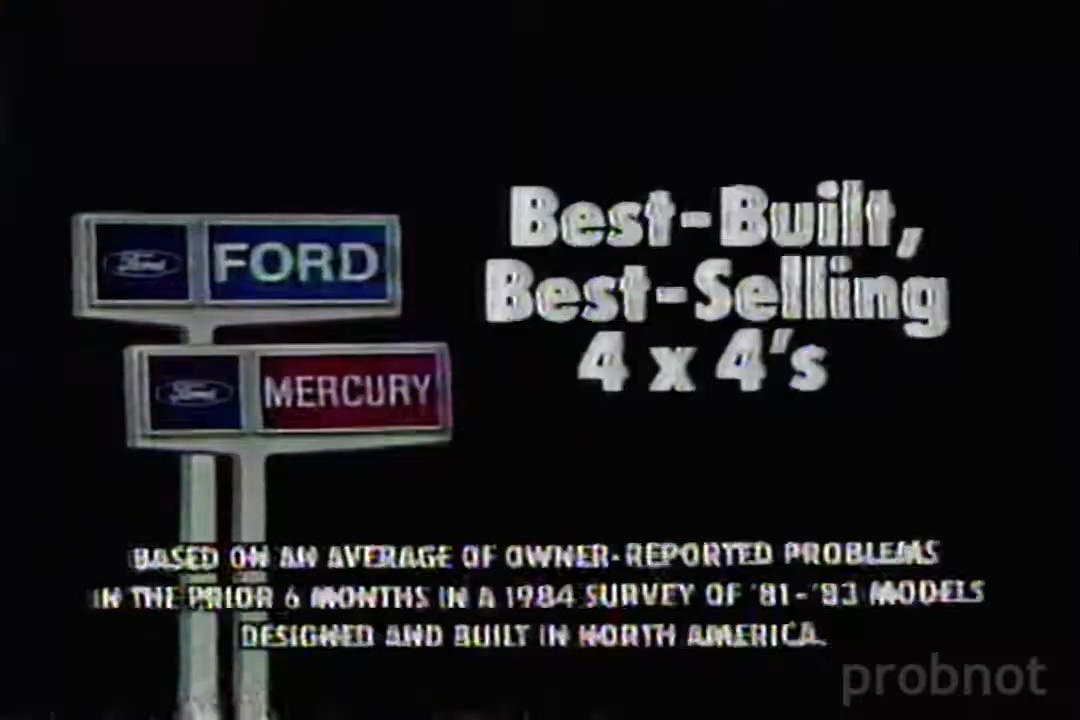 Best-Built,
Best-Selling
4 x 4's
Ford FORD
Ford MERCURY
BASED ON AN AVERAGE OF OWNER-REPORTED PROBLEMS
IN THE PRIOR 6 MONTHS IN A 1984 SURVEY OF '81-'83 MODELS
DESIGNED AND BUILT IN NORTH AMERICA.
probnot